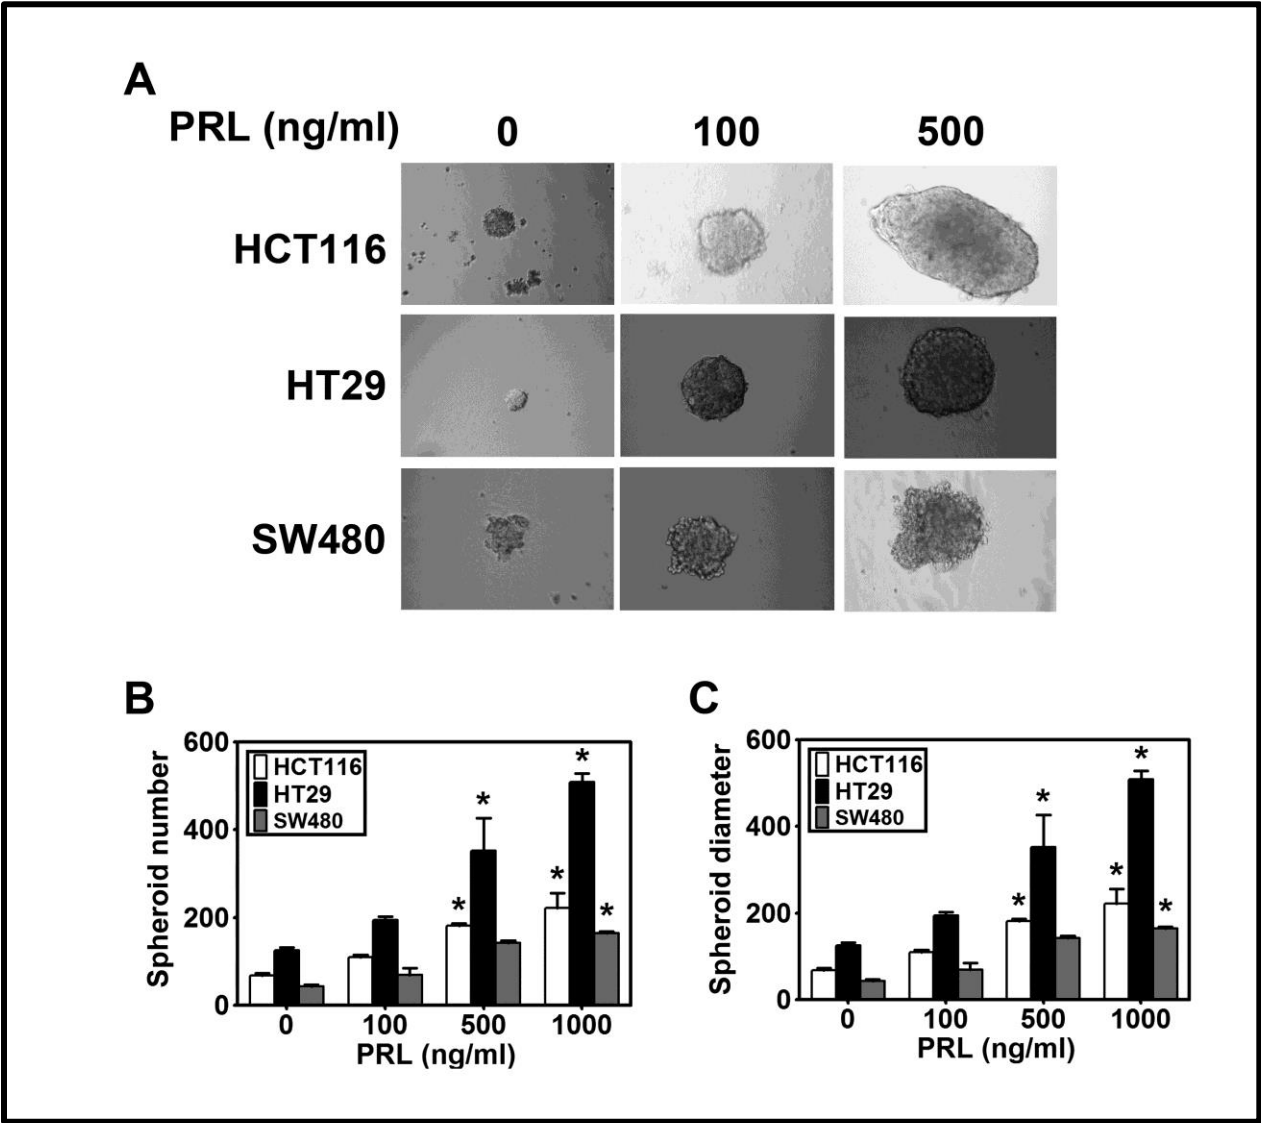 A
PRL (ng/ml) 0 100 500
HCT116
HT29
SW480
B
Spheroid number
600
400
200
0
HCT116
HT29
SW480
* * * * *
0 100 500 1000
PRL (ng/ml)
C
Spheroid diameter
600
400
200
0
HCT116
HT29
SW480
* * * * *
0 100 500 1000
PRL (ng/ml)